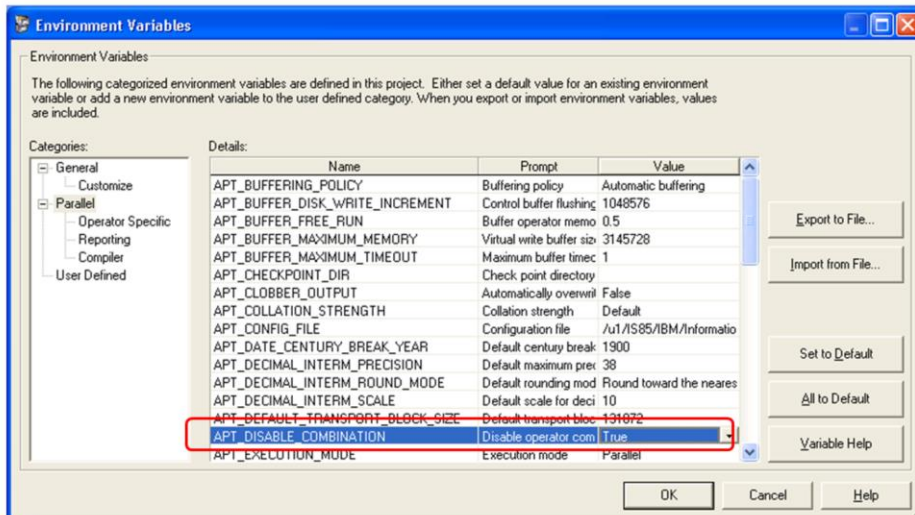 Environment Variables
Environment Variables
The following categorized environment variables are defined in this project. Either set a default value for an existing environment
variable or add a new environment variable to the user defined category. When you export or import environment variables, values
are included.
Categories:
General
Customize
Parallel
Operator Specific
Reporting
Compiler
User Defined
Details:
Name Prompt Value
APT_BUFFERING_POLICY Buffering policy Automatic buffering
APT_BUFFER_DISK_WRITE_INCREMENT Control buffer flushing 1048576
APT_BUFFER_FREE_RUN Buffer operator memo 0.5
APT_BUFFER_MAXIMUM_MEMORY Virtual write buffer size 3145728
APT_BUFFER_MAXIMUM_TIMEOUT Maximum buffer timec 1
APT_CHECKPOINT_DIR Check point directory
APT_CLOBBER_OUTPUT Automatically overwrit False
APT_COLLATION_STRENGTH Collation strength Default
APT_CONFIG_FILE Configuration file /u1/IS85/IBM/Informatio
APT_DATE_CENTURY_BREAK_YEAR Default century break 1900
APT_DECIMAL_INTERM_PRECISION Default maximum prec 38
APT_DECIMAL_INTERM_ROUND_MODE Default rounding mod Round toward the neares
APT_DECIMAL_INTERM_SCALE Default scale for deci 10
APT_DEFAULT_TRANSPORT_BLOCK_SIZE Default transport bloc 131072
APT_DISABLE_COMBINATION Disable operator com True
APT_EXECUTION_MODE Execution mode Parallel
Export to File...
Import from File...
Set to Default
All to Default
Variable Help
OK Cancel Help